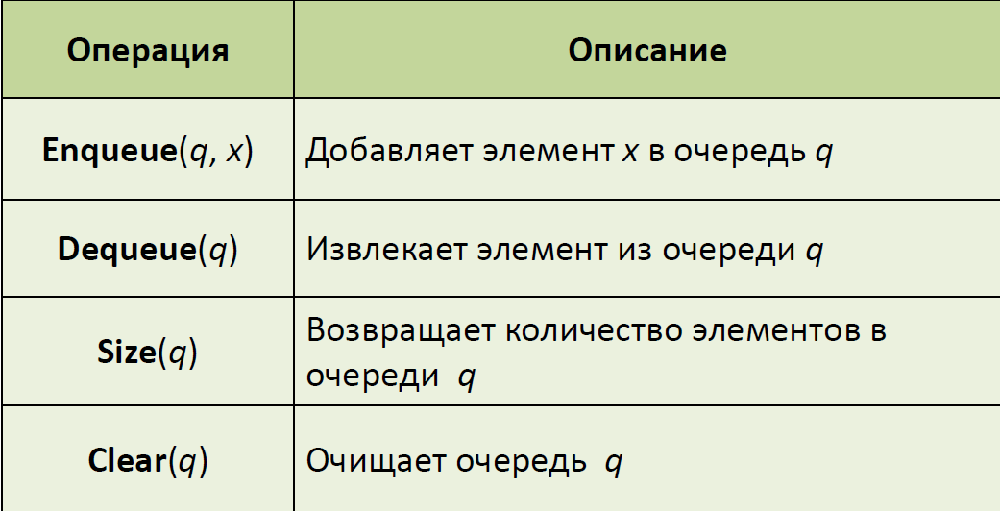 Операция
Описание
Enqueue(q, x)
Добавляет элемент x в очередь q
Dequeue(q)
Извлекает элемент из очереди q
Size(q)
Возвращает количество элементов в
очереди q
Clear(q)
Очищает очередь q